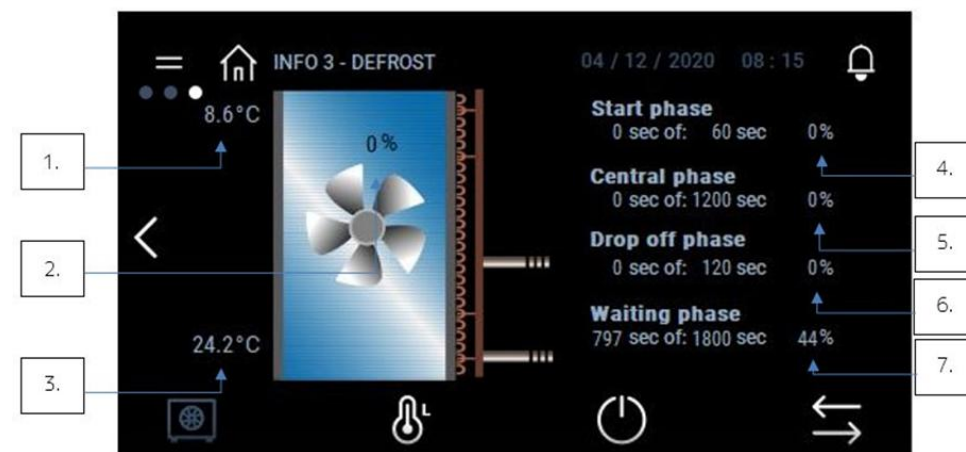 INFO 3 - DEFROST 04 / 12 / 2020 08 : 15
8.6°C
0 %
Start phase
0 sec of: 60 sec 0%
1.
4.
Central phase
0 sec of: 1200 sec 0%
5.
Drop off phase
2.
0 sec of: 120 sec 0%
6.
Waiting phase
24.2°C
797 sec of: 1800 sec 44%
7.
3.
L